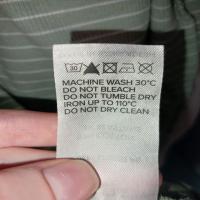 30
MACHINE WASH 30°C
DO NOT BLEACH
DO NOT TUMBLE DRY
IRON UP TO 110°C
DO NOT DRY CLEAN